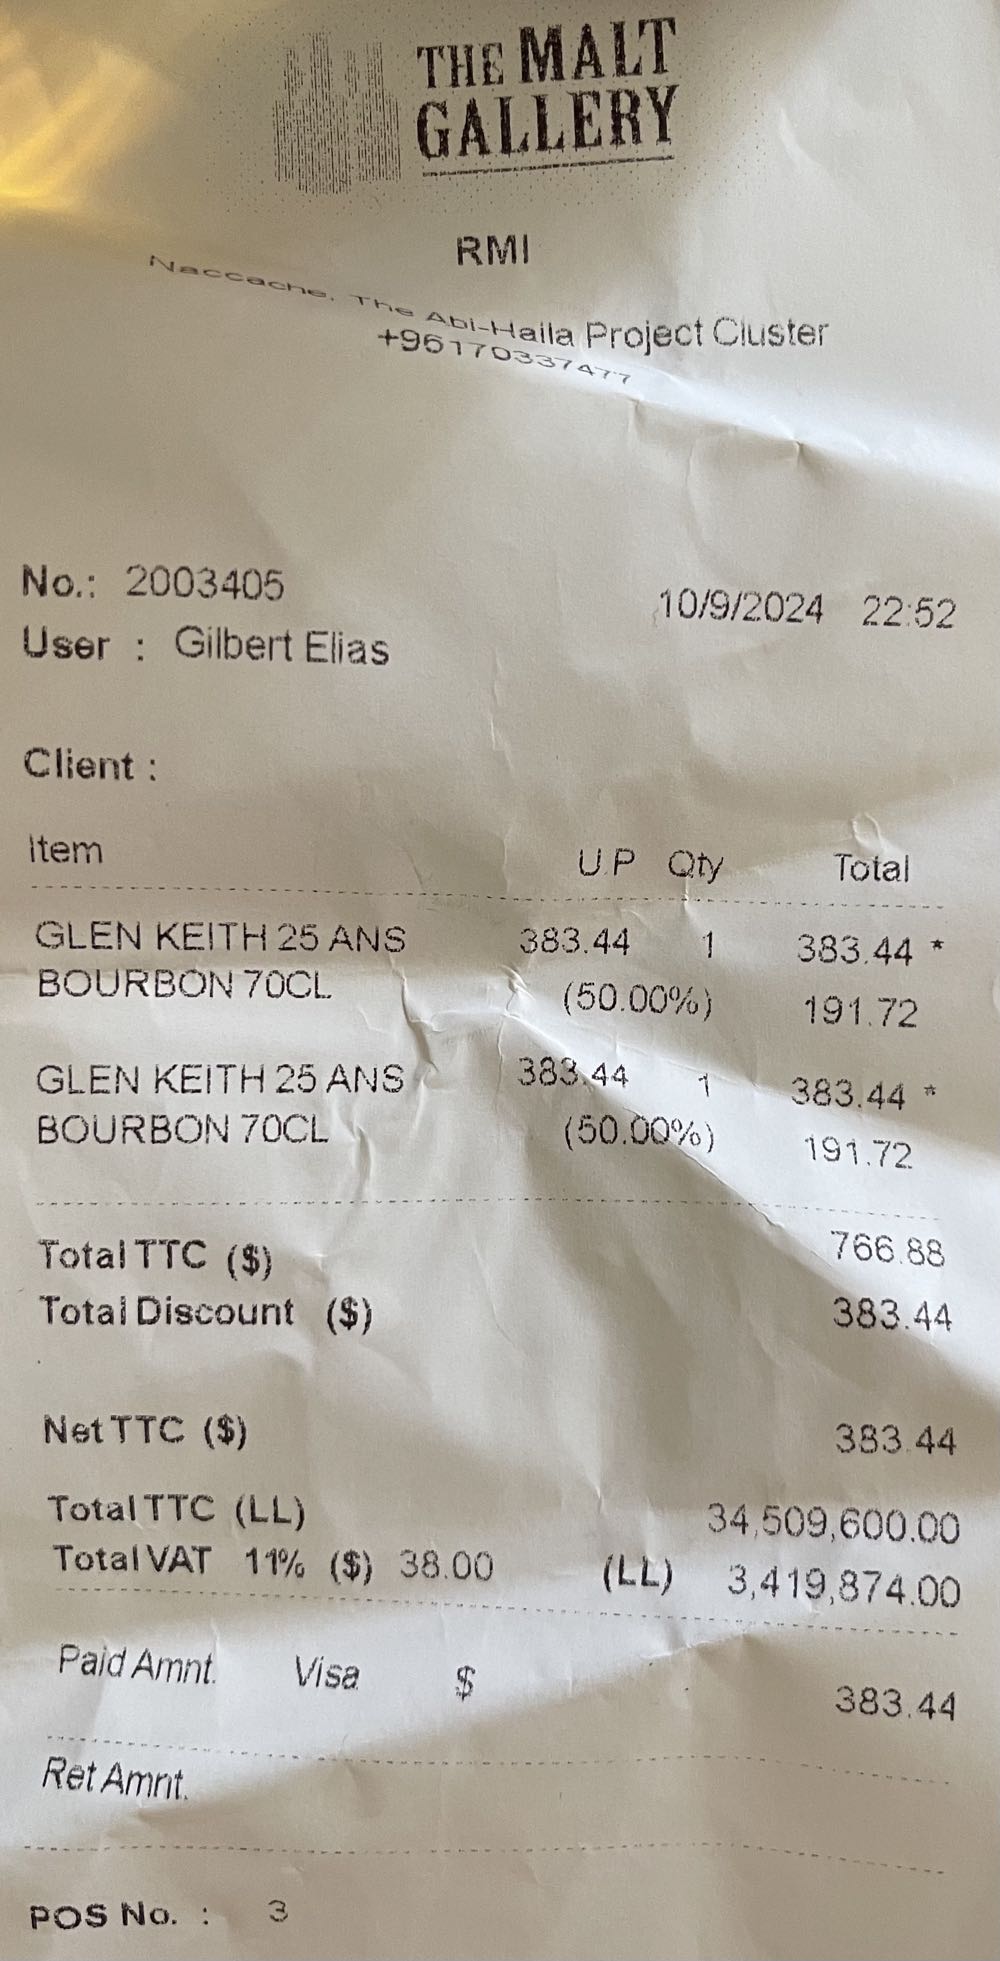 THE MALT
GALLERY
RMI
Naccache, The Abi-Haila Project Cluster
+96170337477
No.: 2003405
10/9/2024 22:52
User : Gilbert Elias
Client :
Item U.P Qty Total
GLEN KEITH 25 ANS 383.44 1 383.44 *
BOURBON 70CL (50.00%) 191.72
GLEN KEITH 25 ANS 383.44 1 383.44 *
BOURBON 70CL (50.00%) 191.72
Total TTC ($) 766.88
Total Discount ($) 383.44
Net TTC ($) 383.44
Total TTC (LL) 34,509,600.00
Total VAT 11% ($) 38.00 (LL) 3,419,874.00
Paid Amnt. Visa $ 383.44
Ret Amnt.
POS No. : 3